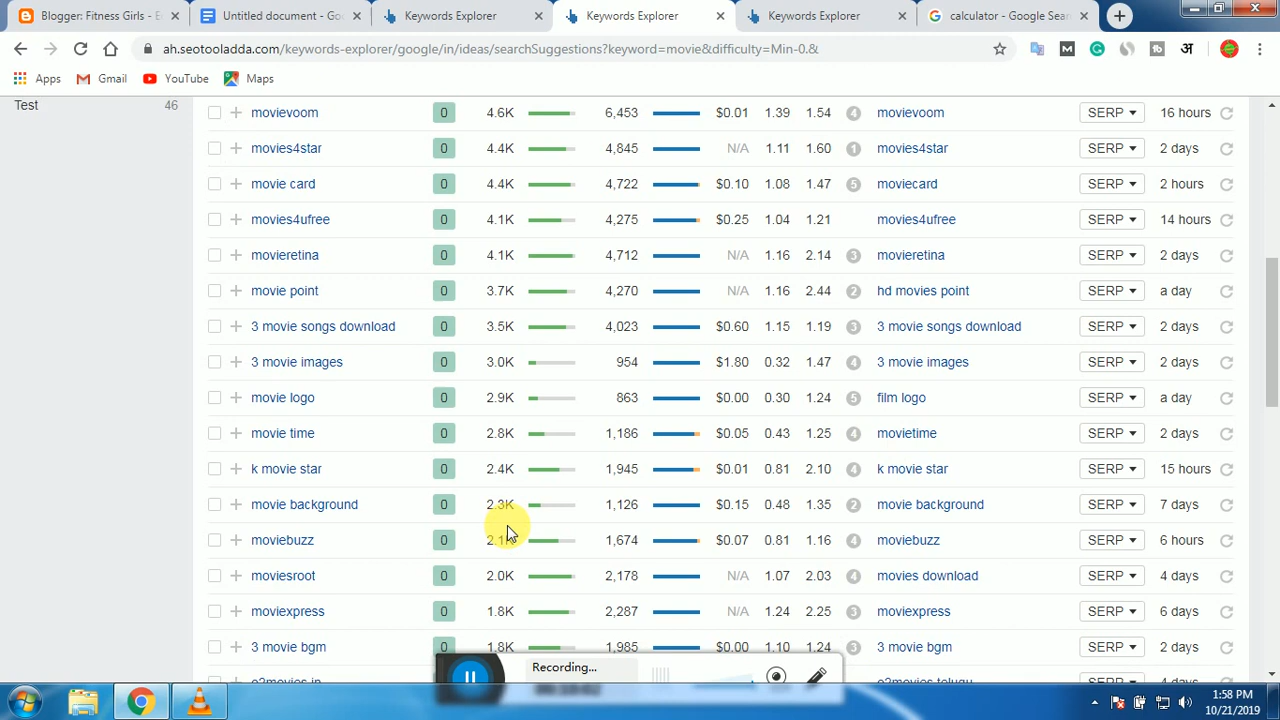 Blogger: Fitness Girls - E
Untitled document - Go
Keywords Explorer
Keywords Explorer
Keywords Explorer
calculator - Google Sear
ah.seotooladda.com/keywords-explorer/google/in/ideas/searchSuggestions?keyword=movie&difficulty=Min-0.&
Apps Gmail YouTube Maps
Test 46
movievoom 0 4.6K 6,453 $0.01 1.39 1.54 4 movievoom SERP 16 hours
movies4star 0 4.4K 4,845 N/A 1.11 1.60 1 movies4star SERP 2 days
movie card 0 4.4K 4,722 $0.10 1.08 1.47 5 moviecard SERP 2 hours
movies4ufree 0 4.1K 4,275 $0.25 1.04 1.21 movies4ufree SERP 14 hours
movieretina 0 4.1K 4,712 N/A 1.16 2.14 3 movieretina SERP 2 days
movie point 0 3.7K 4,270 N/A 1.16 2.44 2 hd movies point SERP a day
3 movie songs download 0 3.5K 4,023 $0.60 1.15 1.19 3 3 movie songs download SERP 2 days
3 movie images 0 3.0K 954 $1.80 0.32 1.47 4 3 movie images SERP 2 days
movie logo 0 2.9K 863 $0.00 0.30 1.24 5 film logo SERP a day
movie time 0 2.8K 1,186 $0.05 0.43 1.25 4 movietime SERP 2 days
k movie star 0 2.4K 1,945 $0.01 0.81 2.10 4 k movie star SERP 15 hours
movie background 0 2.3K 1,126 $0.15 0.48 1.35 2 movie background SERP 7 days
moviebuzz 0 1,674 $0.07 0.81 1.16 4 moviebuzz SERP 6 hours
moviesroot 0 2.0K 2,178 N/A 1.07 2.03 4 movies download SERP 4 days
moviexpress 0 1.8K 2,287 N/A 1.24 2.25 3 moviexpress SERP 6 days
3 movie bgm 0 1.8K 1,985 $0.00 1.10 1.24 3 3 movie bgm SERP 2 days
Recording...
1:58 PM
10/21/2019